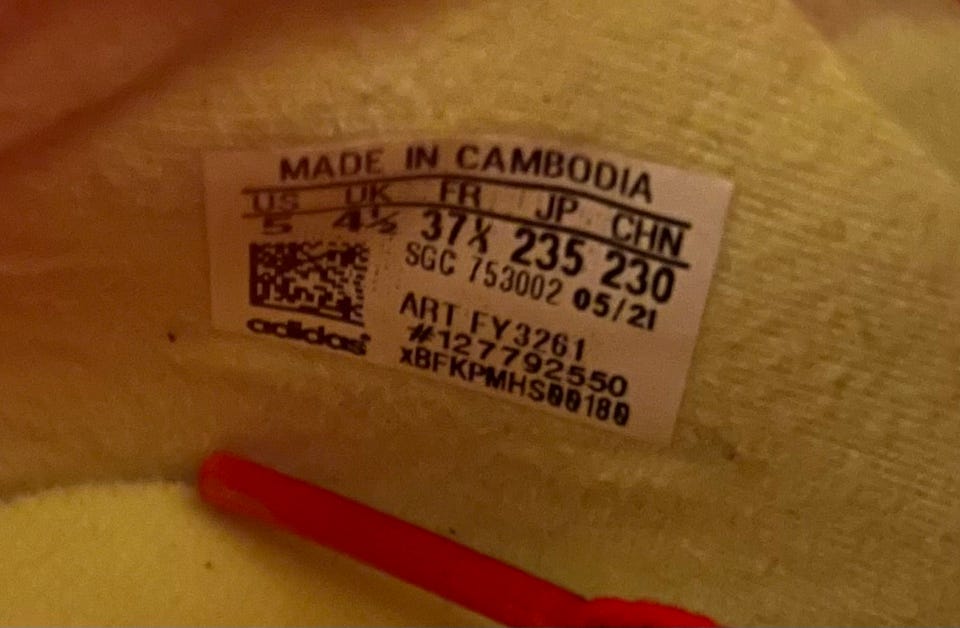 MADE IN CAMBODIA
US UK FR JP CHN
5 4½ 37⅓ 235 230
SGC 753002 05/21
ART FY3261
#127792550
xBFKPMHS00180
adidas